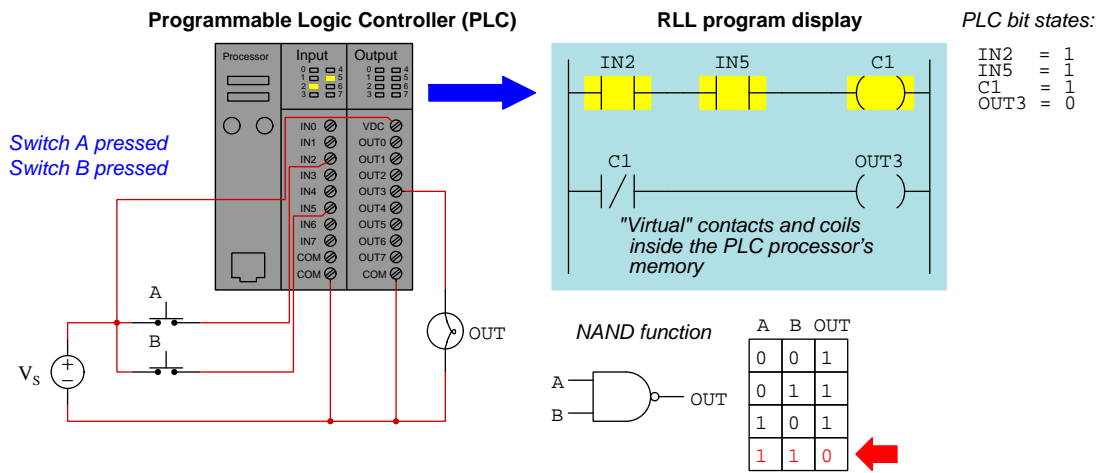 Programmable Logic Controller (PLC)
RLL program display
PLC bit states:
Processor
Input
Output
0 4
1 5
2 6
3 7
0 4
1 5
2 6
3 7
IN0
IN1
IN2
IN3
IN4
IN5
IN6
IN7
COM
COM
VDC
OUT0
OUT1
OUT2
OUT3
OUT4
OUT5
OUT6
OUT7
COM
IN2 IN5 C1
C1 OUT3
"Virtual" contacts and coils
inside the PLC processor's
memory
IN2 = 1
IN5 = 1
C1 = 1
OUT3 = 0
Switch A pressed
Switch B pressed
A
B
VS
+
−
OUT
NAND function
A
B
OUT
A B OUT
0 0 1
0 1 1
1 0 1
1 1 0